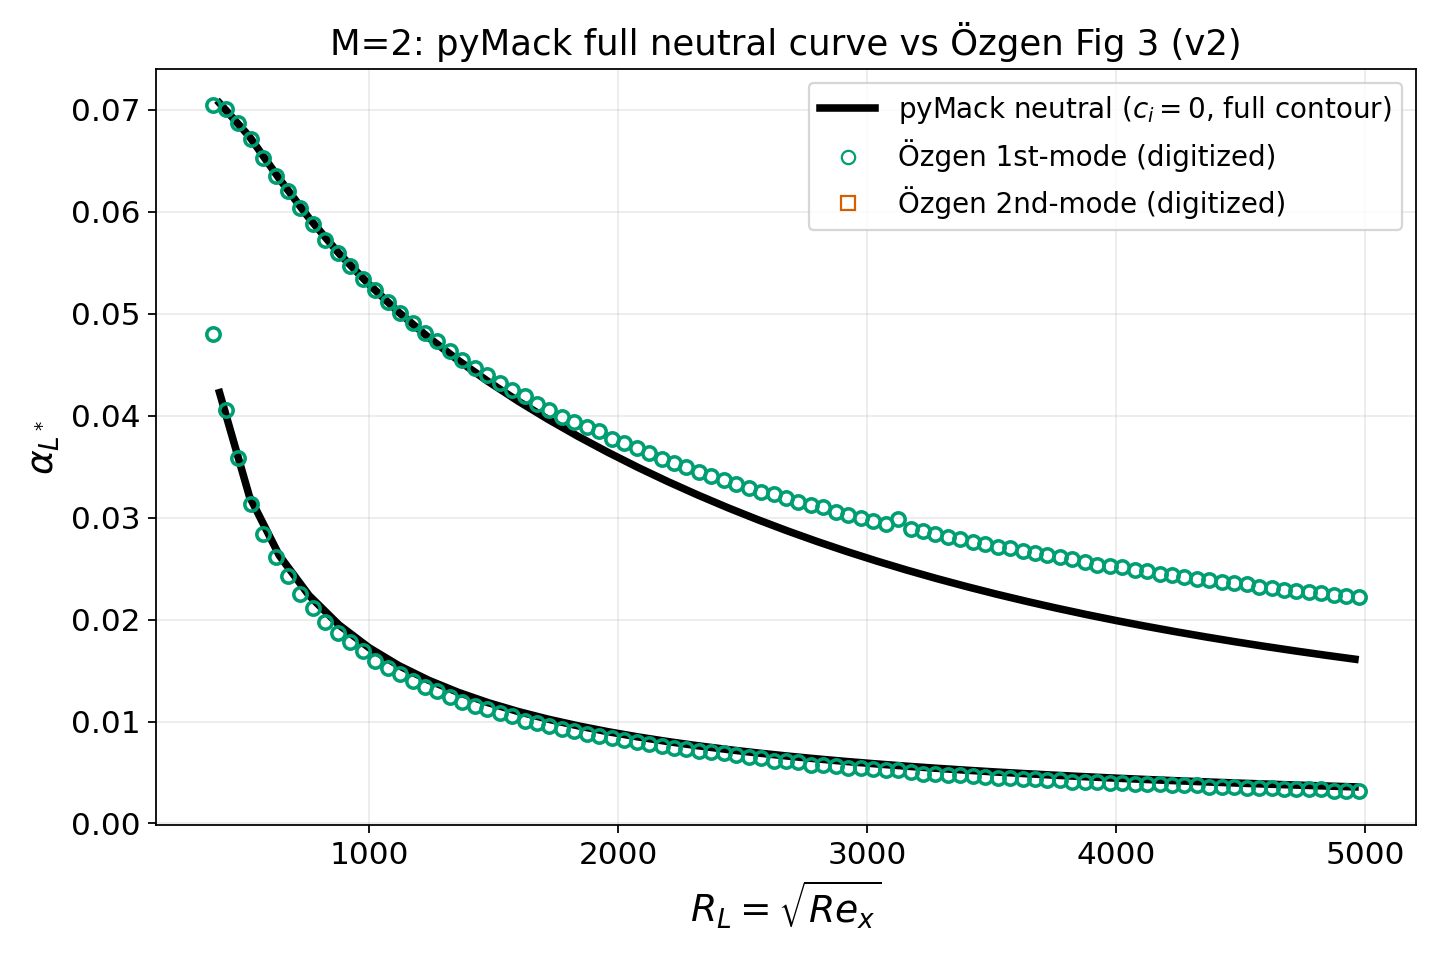 M=2: pyMack full neutral curve vs Özgen Fig 3 (v2)
pyMack neutral (c_i = 0, full contour)
Özgen 1st-mode (digitized)
Özgen 2nd-mode (digitized)
0.07
0.06
0.05
0.04
0.03
0.02
0.01
0.00
α_{L*}
1000 2000 3000 4000 5000
R_L = √Re_x